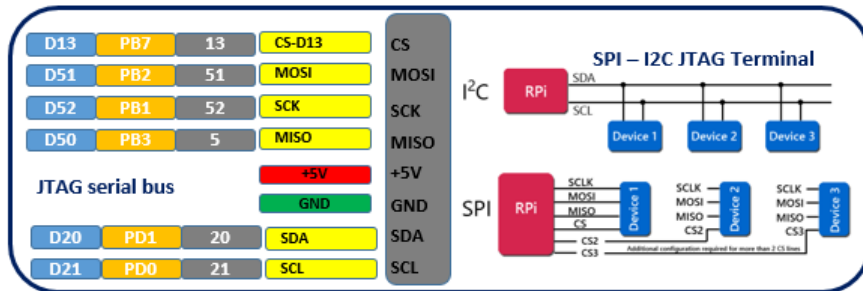 D13 PB7 13 CS-D13 CS
D51 PB2 51 MOSI MOSI
D52 PB1 52 SCK SCK
D50 PB3 5 MISO MISO
JTAG serial bus
+5V +5V
GND GND
D20 PD1 20 SDA SDA
D21 PD0 21 SCL SCL
SPI – I2C JTAG Terminal
I²C RPi SDA
SCL
Device 1 Device 2 Device 3
SPI RPi
SCLK
MOSI
MISO
CS
Device 1
SCLK
MOSI
MISO
CS2
Device 2
SCLK
MOSI
MISO
CS3
Device 3
CS2
Additional configuration required for more than 2 CS lines
CS3